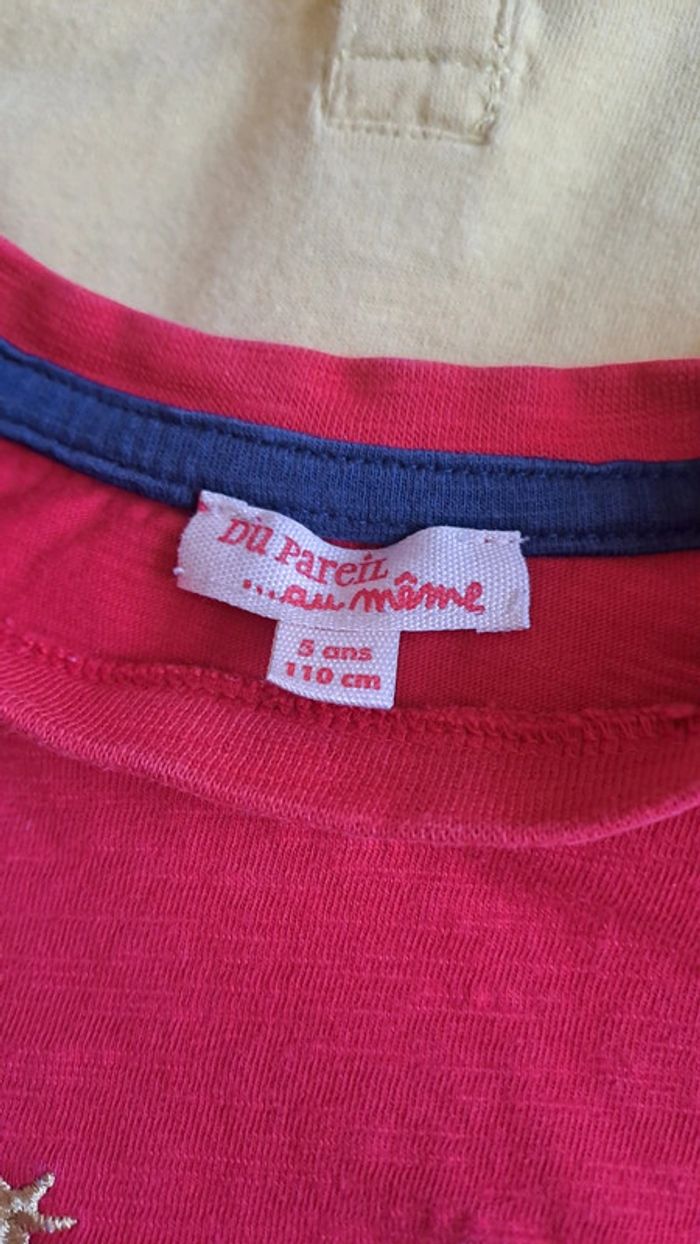 DU PAREIL
...au même
5 ans
110 cm